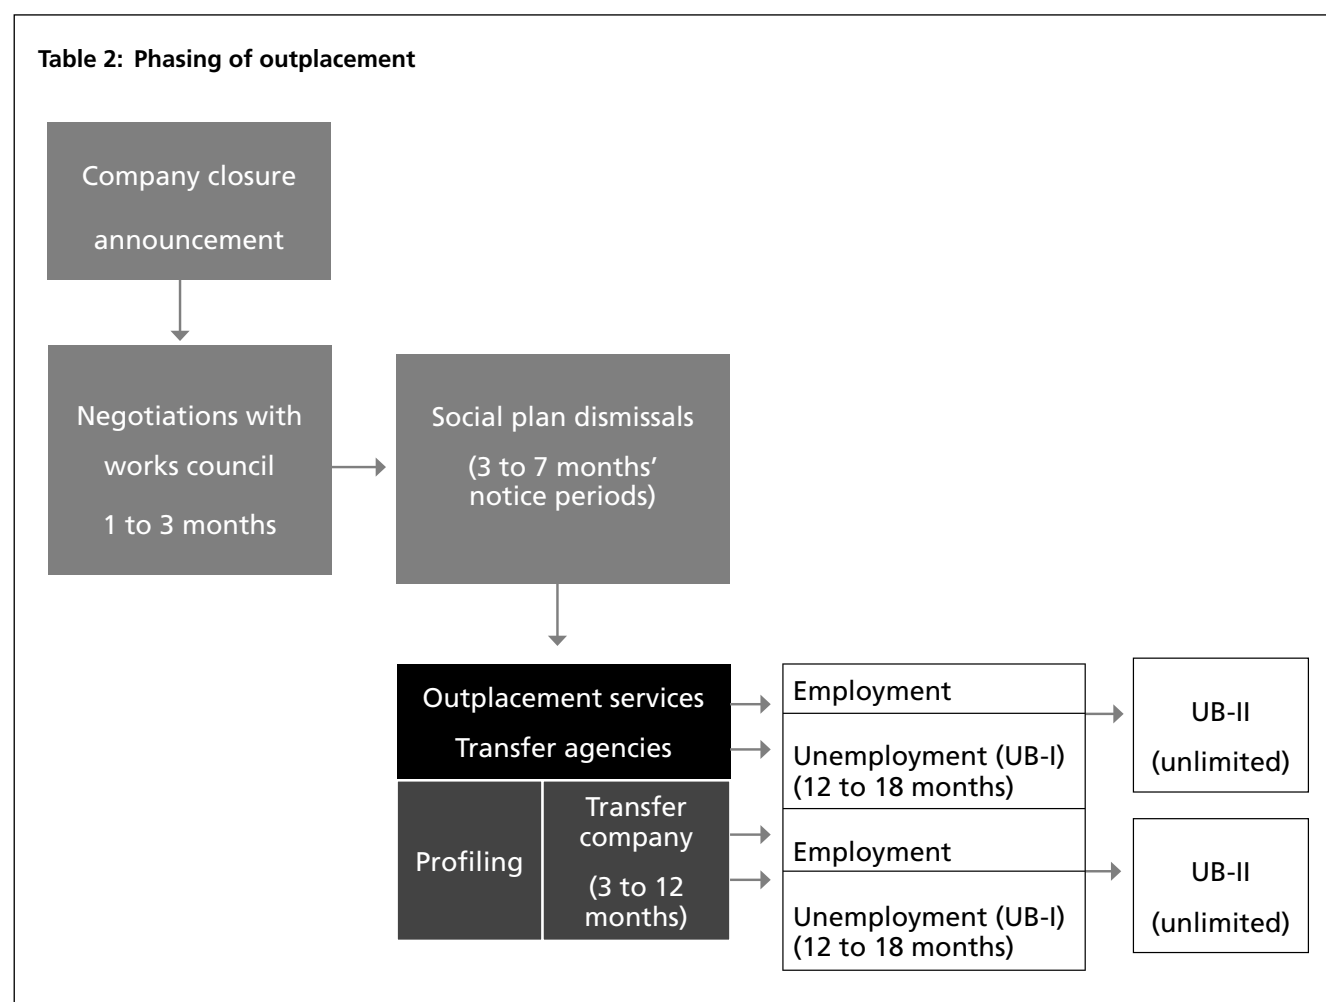 Table 2: Phasing of outplacement
Company closure
announcement
Negotiations with
works council
1 to 3 months
Social plan dismissals
(3 to 7 months’
notice periods)
Outplacement services
Transfer agencies
Employment
Unemployment (UB-I)
(12 to 18 months)
UB-II
(unlimited)
Profiling
Transfer
company
(3 to 12
months)
Employment
Unemployment (UB-I)
(12 to 18 months)
UB-II
(unlimited)